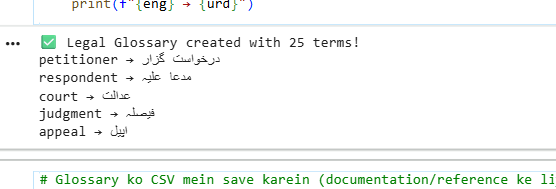 print(f"{eng} → {urd}")
✅ Legal Glossary created with 25 terms!
petitioner → درخواست گزار
respondent → مدعا علیہ
court → عدالت
judgment → فیصلہ
appeal → اپیل
# Glossary ko CSV mein save karein (documentation/reference ke li